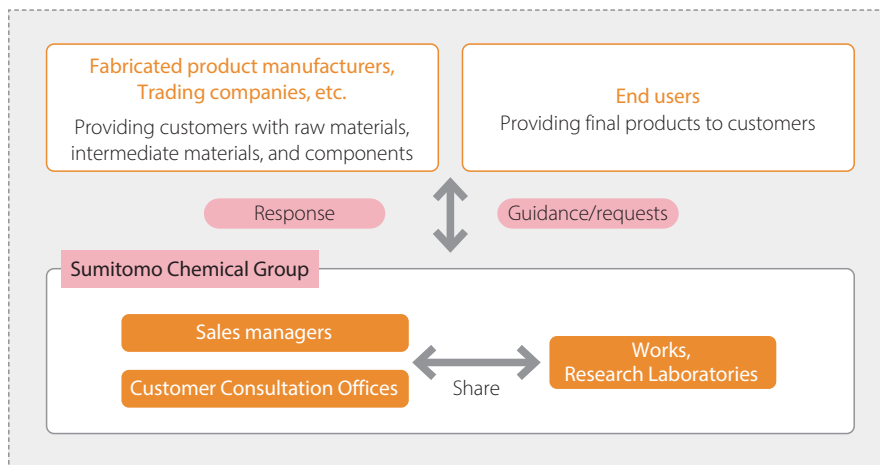 Fabricated product manufacturers,
Trading companies, etc.
Providing customers with raw materials,
intermediate materials, and components
End users
Providing final products to customers
Response
Guidance/requests
Sumitomo Chemical Group
Sales managers
Customer Consultation Offices
Share
Works,
Research Laboratories